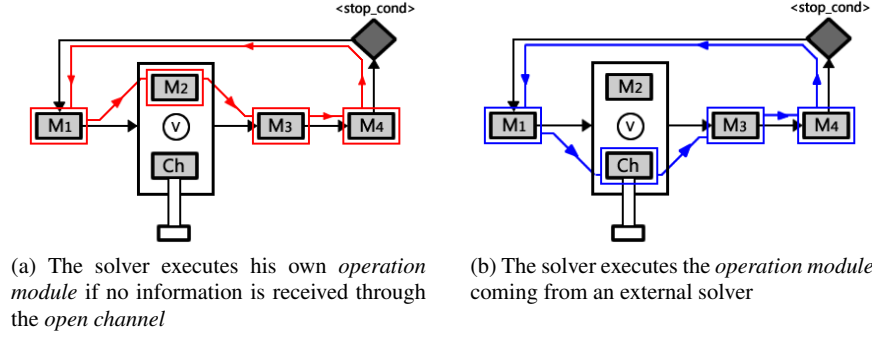 <stop_cond>
M1
M2
V
Ch
M3
M4
(a) The solver executes his own operation
module if no information is received through
the open channel
<stop_cond>
M1
M2
V
Ch
M3
M4
(b) The solver executes the operation module
coming from an external solver